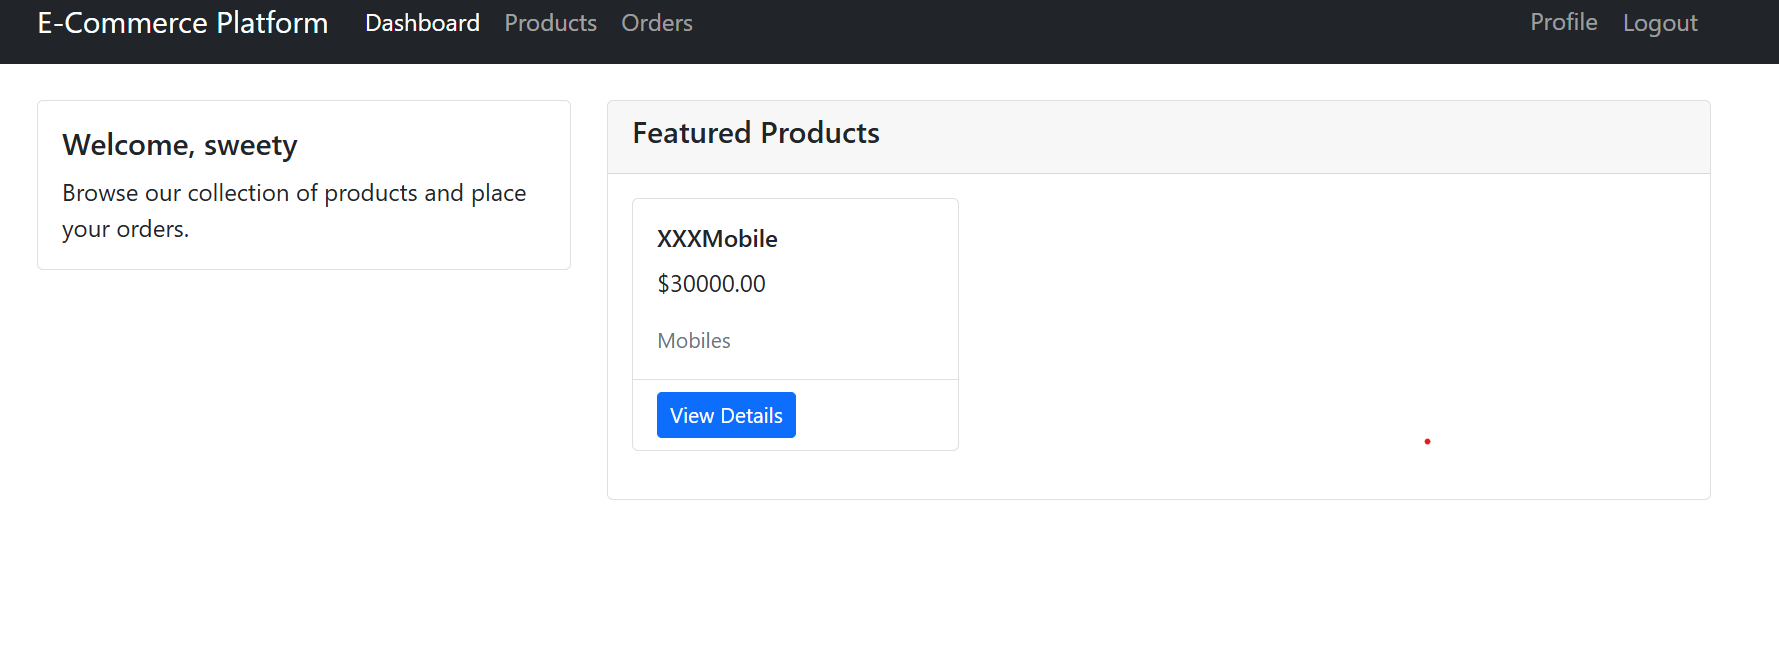 E-Commerce Platform Dashboard Products Orders Profile Logout
Welcome, sweety
Browse our collection of products and place
your orders.
Featured Products
XXXMobile
$30000.00
Mobiles
View Details